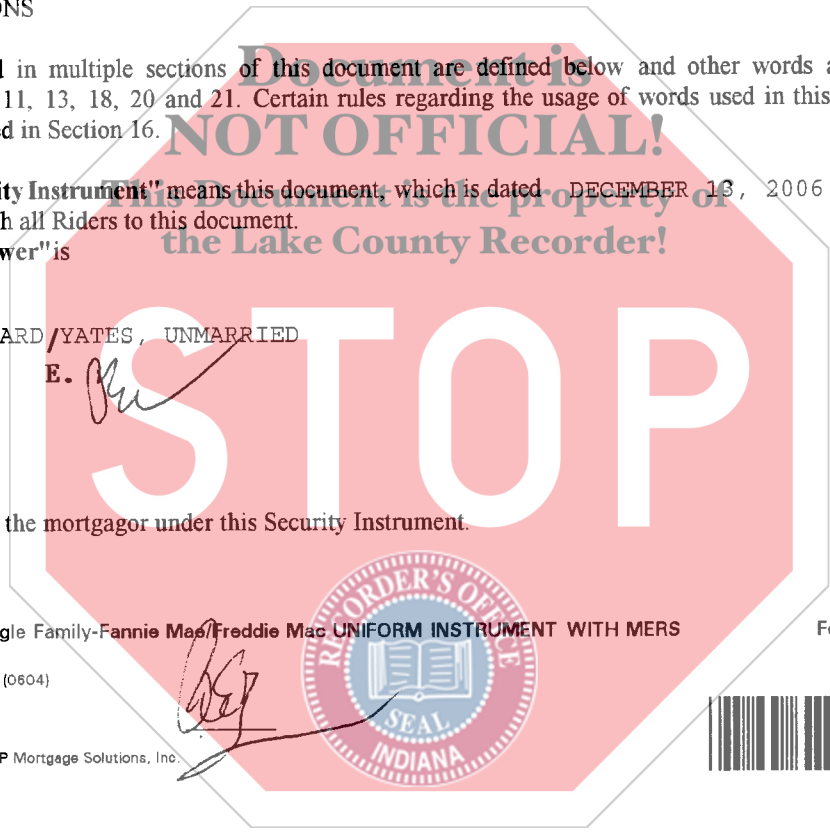 ONS
Document is
in multiple sections of this document are defined below and other words
11, 13, 18, 20 and 21. Certain rules regarding the usage of words used in this
NOT OFFICIAL!
ed in Section 16.
ity Instrument" means this document, which is dated DECEMBER 13, 2006
This Document is the property of
h all Riders to this document.
the Lake County Recorder!
wer" is
ARD/YATES, UNMARRIED
E.
STOP
the mortgagor under this Security Instrument.
RECORDER'S OFFICE
gle Family-Fannie Mae/Freddie Mac UNIFORM INSTRUMENT WITH MERS
(0604)
SEAL
INDIANA
P Mortgage Solutions, Inc.